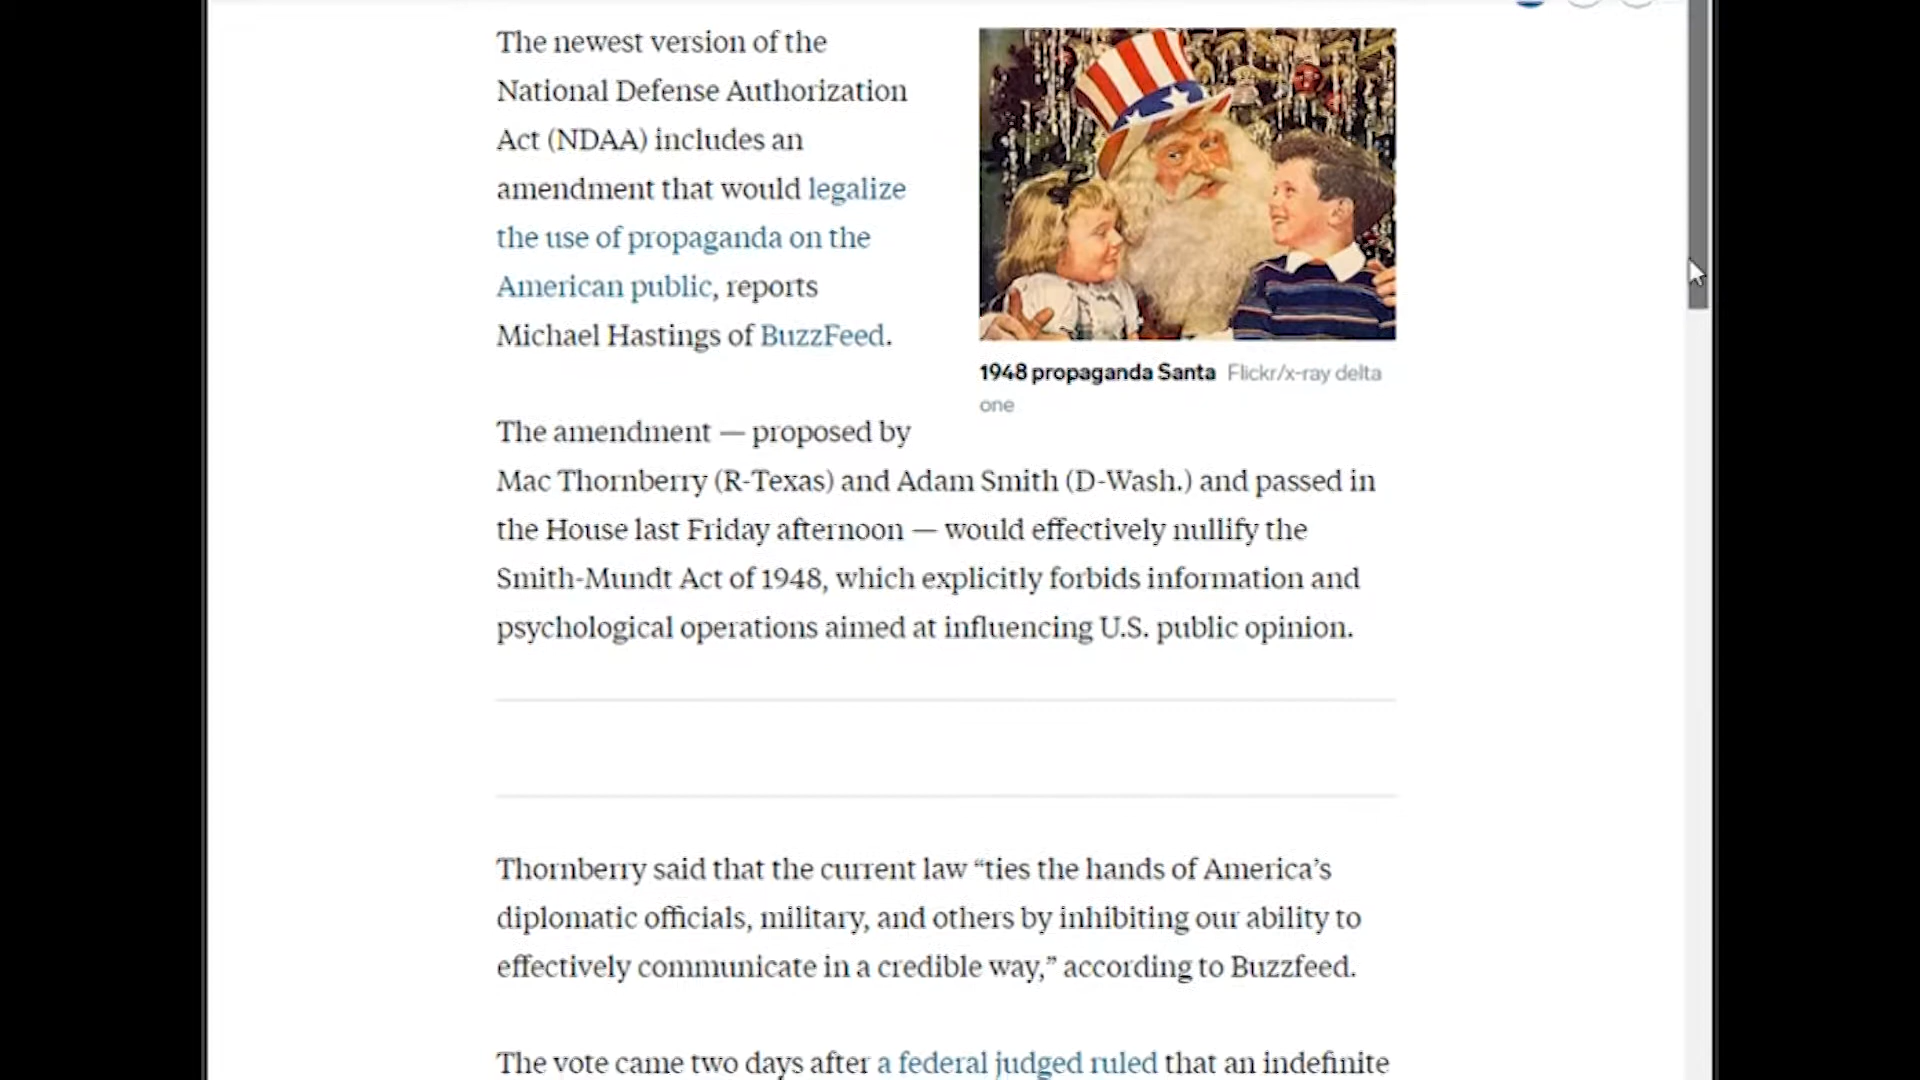 The newest version of the
National Defense Authorization
Act (NDAA) includes an
amendment that would legalize
the use of propaganda on the
American public, reports
Michael Hastings of BuzzFeed.
1948 propaganda Santa Flickr/x-ray delta
one
The amendment — proposed by
Mac Thornberry (R-Texas) and Adam Smith (D-Wash.) and passed in
the House last Friday afternoon — would effectively nullify the
Smith-Mundt Act of 1948, which explicitly forbids information and
psychological operations aimed at influencing U.S. public opinion.
Thornberry said that the current law “ties the hands of America’s
diplomatic officials, military, and others by inhibiting our ability to
effectively communicate in a credible way,” according to Buzzfeed.
The vote came two days after a federal judged ruled that an indefinite